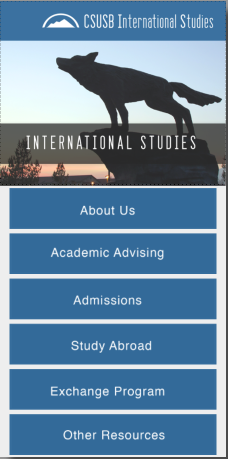 CSUSB International Studies
INTERNATIONAL STUDIES
About Us
Academic Advising
Admissions
Study Abroad
Exchange Program
Other Resources